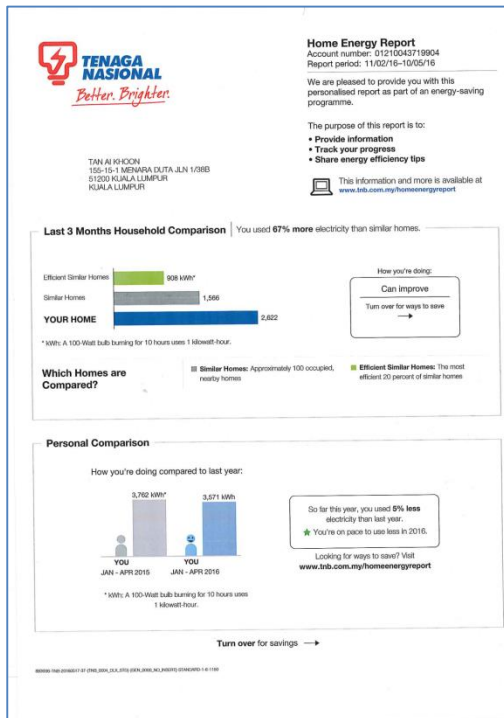 TENAGA
NASIONAL
Better. Brighter.
Home Energy Report
Account number: 01210043719904
Report period: 11/02/16–10/05/16
We are pleased to provide you with this
personalised report as part of an energy-saving
programme.
The purpose of this report is to:
• Provide information
• Track your progress
• Share energy efficiency tips
This information and more is available at
www.tnb.com.my/homeenergyreport
TAN AI KHOON
155-15-1 MENARA DUTA JLN 1/38B
51200 KUALA LUMPUR
KUALA LUMPUR
Last 3 Months Household Comparison | You used 67% more electricity than similar homes.
Efficient Similar Homes 908 kWh*
Similar Homes 1,566
YOUR HOME 2,622
* kWh: A 100-Watt bulb burning for 10 hours uses 1 kilowatt-hour.
How you're doing:
Can improve
Turn over for ways to save
→
Which Homes are
Compared?
Similar Homes: Approximately 100 occupied,
nearby homes
Efficient Similar Homes: The most
efficient 20 percent of similar homes
Personal Comparison
How you're doing compared to last year:
3,762 kWh* 3,571 kWh
YOU YOU
JAN - APR 2015 JAN - APR 2016
* kWh: A 100-Watt bulb burning for 10 hours uses
1 kilowatt-hour.
So far this year, you used 5% less
electricity than last year.
You're on pace to use less in 2016.
Looking for ways to save? Visit
www.tnb.com.my/homeenergyreport
Turn over for savings →